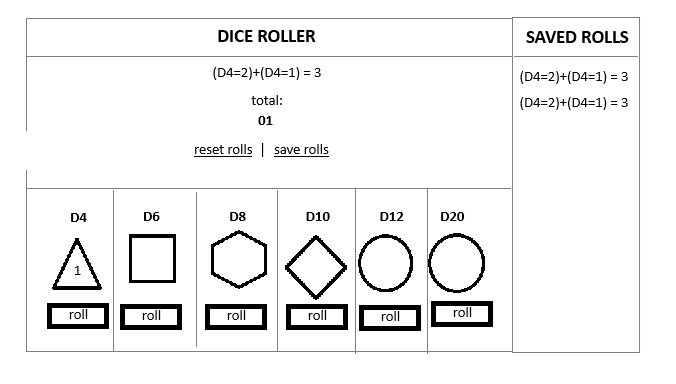 DICE ROLLER
(D4=2)+(D4=1) = 3
total:
01
reset rolls | save rolls
SAVED ROLLS
(D4=2)+(D4=1) = 3
(D4=2)+(D4=1) = 3
D4 D6 D8 D10 D12 D20
1
roll roll roll roll roll roll